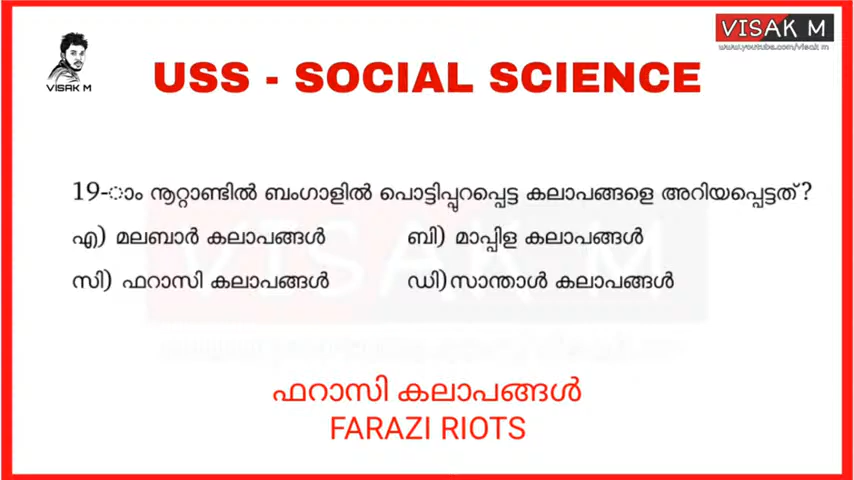 VISAK M
www.youtube.com/visak m
VISAK M
USS - SOCIAL SCIENCE
19-ാം നൂറ്റാണ്ടിൽ ബംഗാളിൽ പൊട്ടിപ്പുറപ്പെട്ട കലാപങ്ങളെ അറിയപ്പെട്ടത്?
എ) മലബാർ കലാപങ്ങൾ ബി) മാപ്പിള കലാപങ്ങൾ
സി) ഫറാസി കലാപങ്ങൾ ഡി)സാന്താൾ കലാപങ്ങൾ
VISAK M
ഫറാസി കലാപങ്ങൾ
FARAZI RIOTS